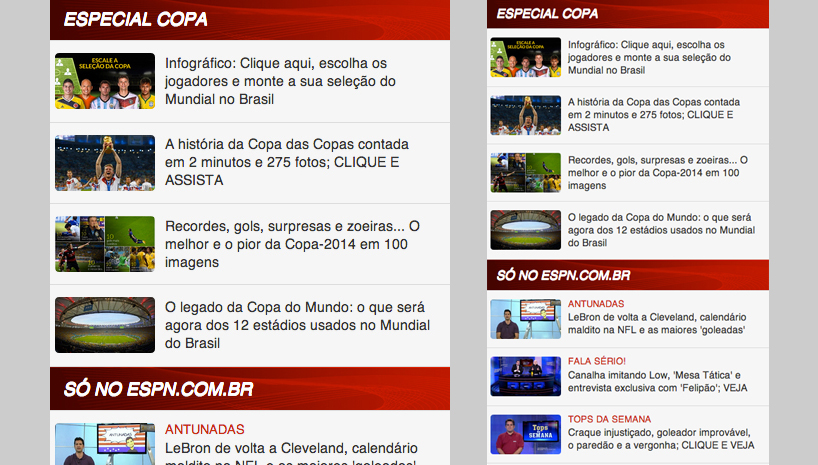 ESPECIAL COPA
ESCALE A
SELEÇÃO DA COPA
Infográfico: Clique aqui, escolha os
jogadores e monte a sua seleção do
Mundial no Brasil
A história da Copa das Copas contada
em 2 minutos e 275 fotos; CLIQUE E
ASSISTA
Recordes, gols, surpresas e zoeiras... O
melhor e o pior da Copa-2014 em 100
imagens
O legado da Copa do Mundo: o que será
agora dos 12 estádios usados no Mundial
do Brasil
SÓ NO ESPN.COM.BR
ANTUNADAS
ANTUNADAS
LeBron de volta a Cleveland, calendário
maldito na NFL e as maiores 'goleadas'
ESPECIAL COPA
ESCALE A
SELEÇÃO DA COPA
Infográfico: Clique aqui, escolha os
jogadores e monte a sua seleção do
Mundial no Brasil
A história da Copa das Copas contada
em 2 minutos e 275 fotos; CLIQUE E
ASSISTA
Recordes, gols, surpresas e zoeiras... O
melhor e o pior da Copa-2014 em 100
imagens
O legado da Copa do Mundo: o que será
agora dos 12 estádios usados no Mundial
do Brasil
SÓ NO ESPN.COM.BR
ANTUNADAS
LeBron de volta a Cleveland, calendário
maldito na NFL e as maiores 'goleadas'
FALA SÉRIO!
Canalha imitando Low, 'Mesa Tática' e
entrevista exclusiva com 'Felipão'; VEJA
Tops
da SEMANA
TOPS DA SEMANA
Craque injustiçado, goleador improvável,
o paredão e a vergonha; CLIQUE E VEJA